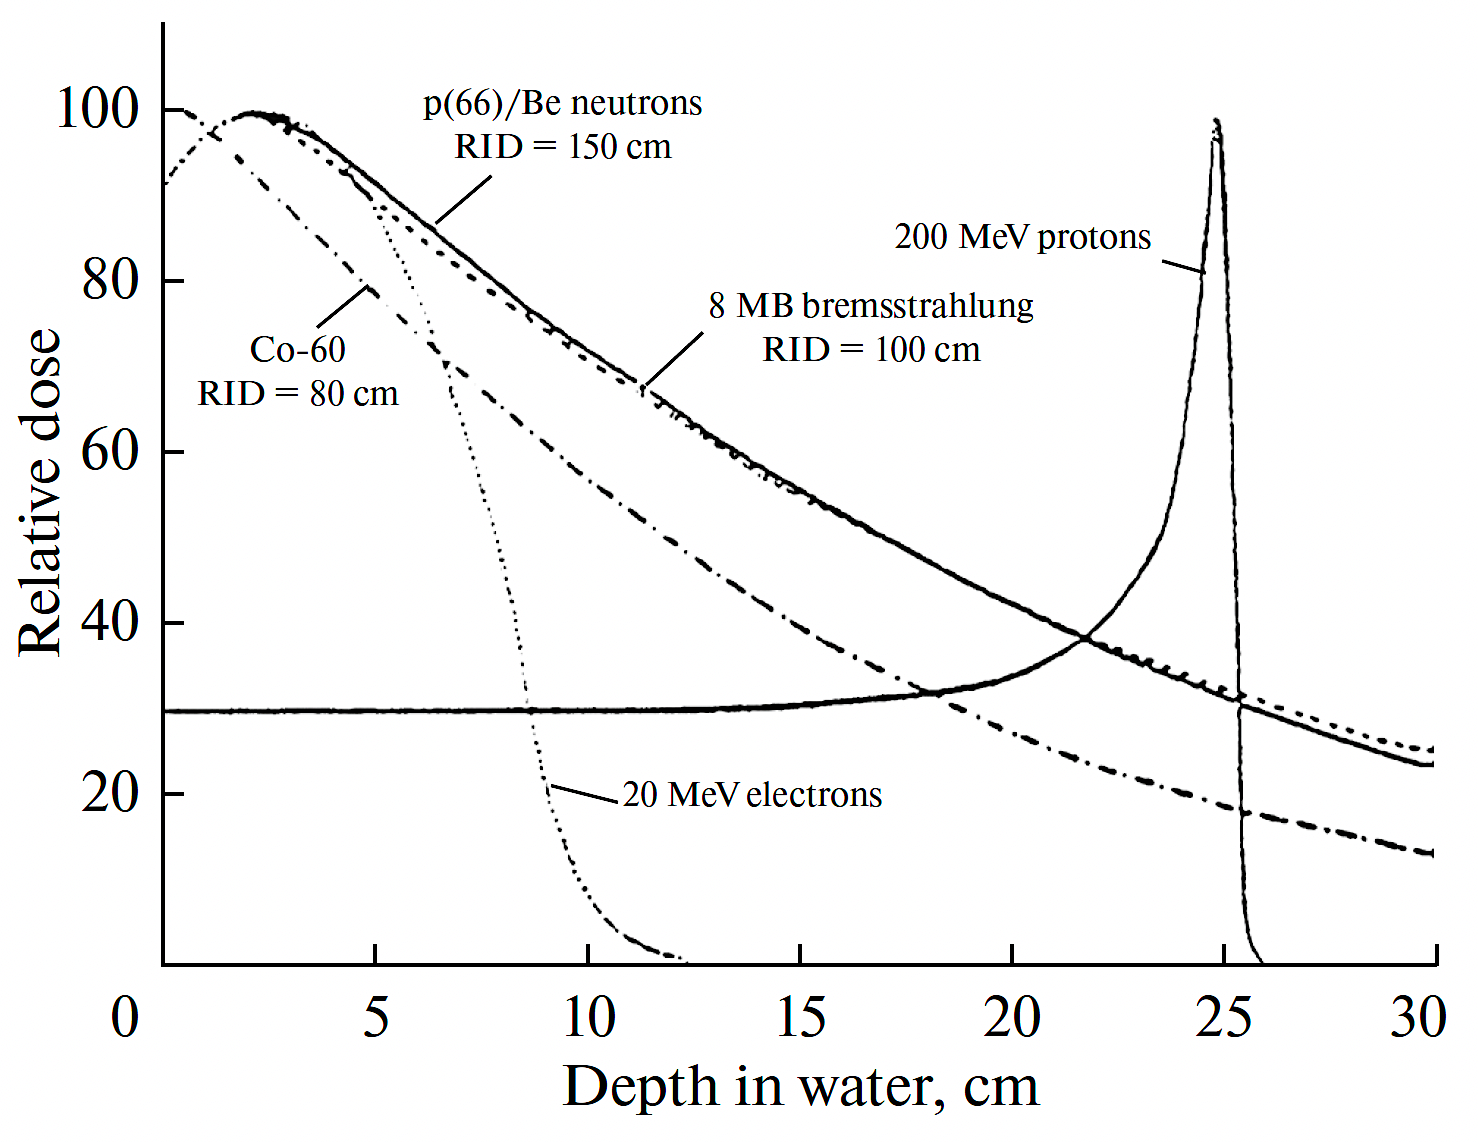 100
80
60
40
20
0
5
10
15
20
25
30
Relative dose
Depth in water, cm
p(66)/Be neutrons
RID = 150 cm
200 MeV protons
8 MB bremsstrahlung
RID = 100 cm
Co-60
RID = 80 cm
20 MeV electrons